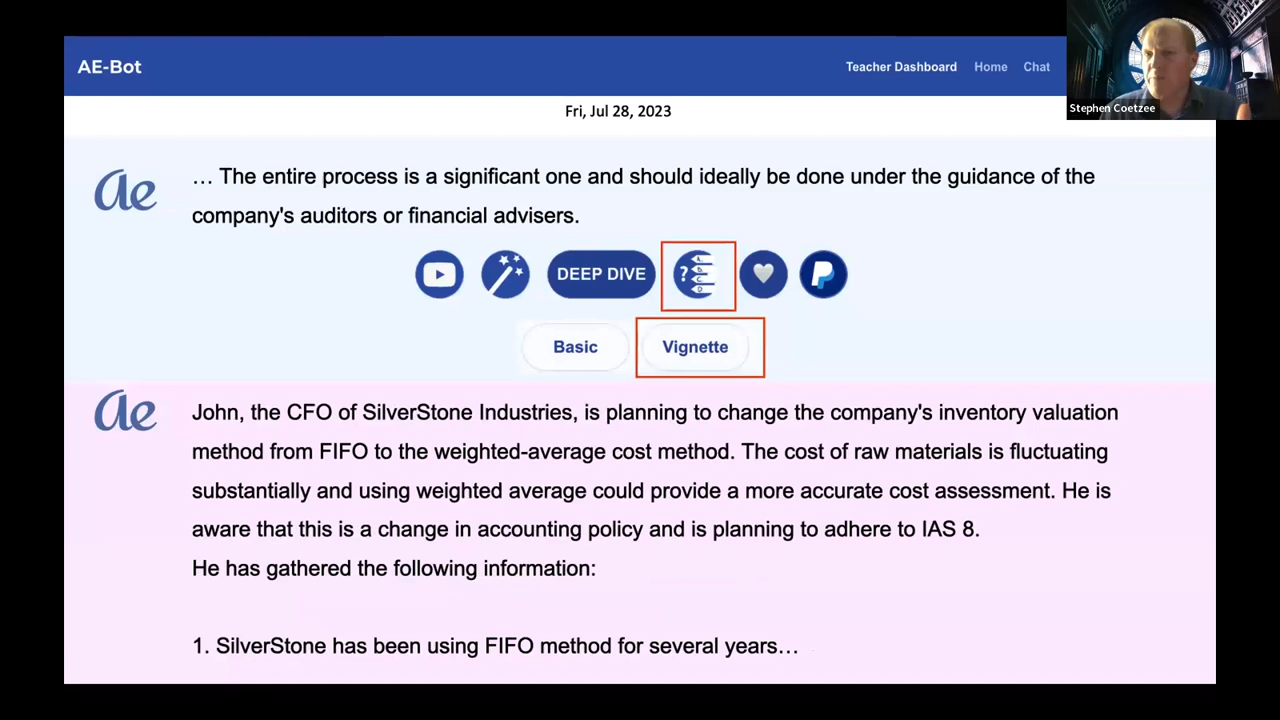 AE-Bot
Teacher Dashboard Home Chat
Stephen Coetzee
Fri, Jul 28, 2023
ae
… The entire process is a significant one and should ideally be done under the guidance of the
company's auditors or financial advisers.
? A. B. C. D
DEEP DIVE
Basic
Vignette
ae
John, the CFO of SilverStone Industries, is planning to change the company's inventory valuation
method from FIFO to the weighted-average cost method. The cost of raw materials is fluctuating
substantially and using weighted average could provide a more accurate cost assessment. He is
aware that this is a change in accounting policy and is planning to adhere to IAS 8.
He has gathered the following information:
1. SilverStone has been using FIFO method for several years…